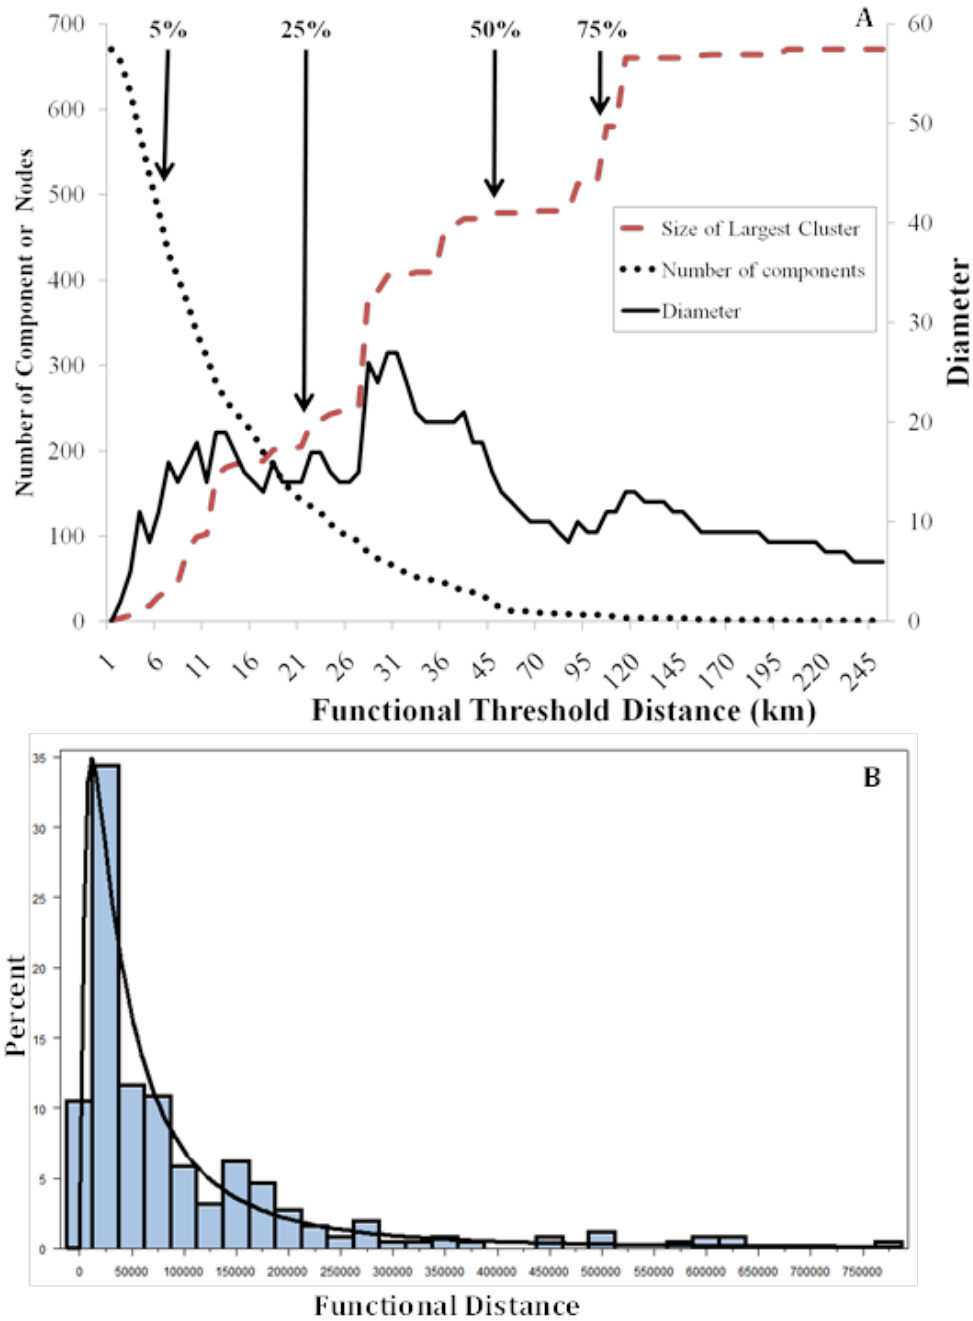 A
5% 25% 50% 75%
700 600 500 400 300 200 100 0
Number of Component or Nodes
60 50 40 30 20 10 0
Diameter
Size of Largest Cluster
Number of components
Diameter
1 6 11 16 21 26 31 36 45 70 95 120 145 170 195 220 245
Functional Threshold Distance (km)
B
35 30 25 20 15 10 5 0
Percent
0 50000 100000 150000 200000 250000 300000 350000 400000 450000 500000 550000 600000 650000 700000 750000
Functional Distance